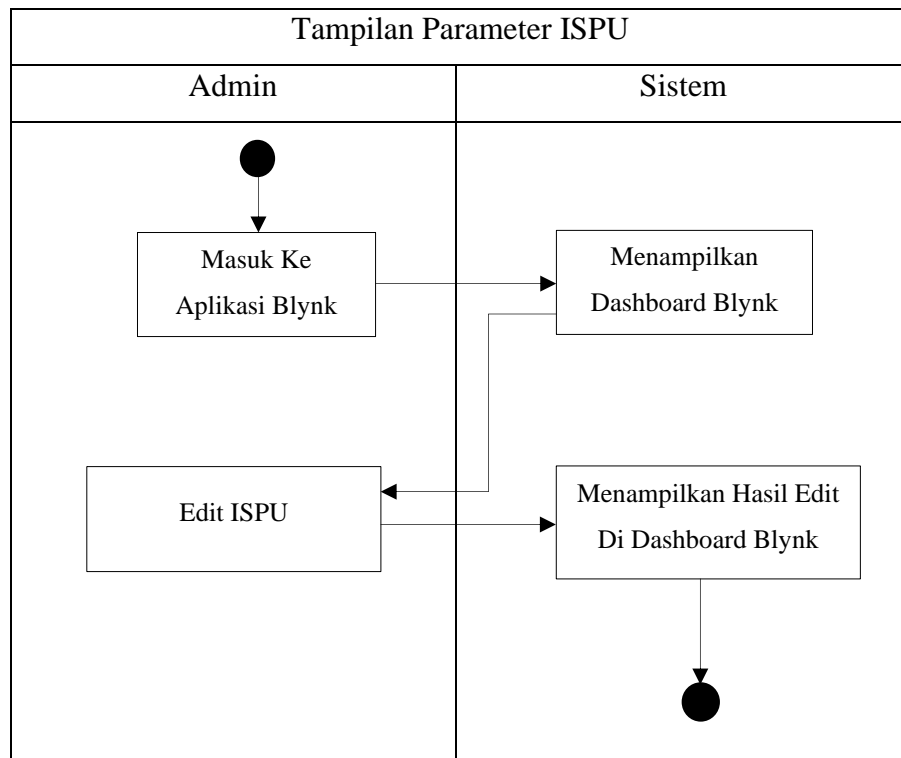 Tampilan Parameter ISPU
Admin
Sistem
Masuk Ke
Aplikasi Blynk
Menampilkan
Dashboard Blynk
Edit ISPU
Menampilkan Hasil Edit
Di Dashboard Blynk